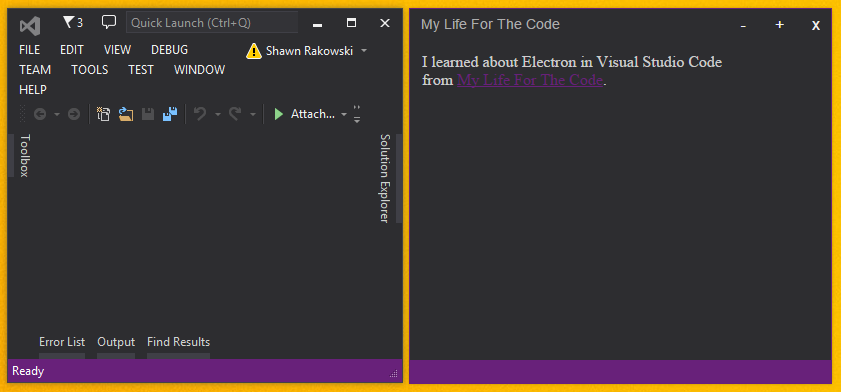 3 Quick Launch (Ctrl+Q)
FILE EDIT VIEW DEBUG Shawn Rakowski
TEAM TOOLS TEST WINDOW
HELP
Attach...
Toolbox
Solution Explorer
Error List Output Find Results
Ready
My Life For The Code - + x
I learned about Electron in Visual Studio Code
from My Life For The Code.